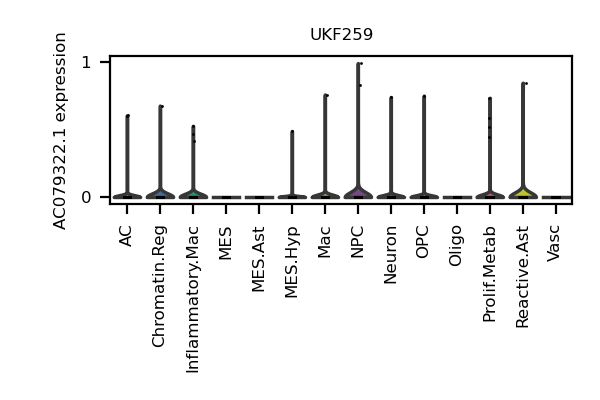 UKF259
AC079322.1 expression
1
0
AC
Chromatin.Reg
Inflammatory.Mac
MES
MES.Ast
MES.Hyp
Mac
NPC
Neuron
OPC
Oligo
Prolif.Metab
Reactive.Ast
Vasc